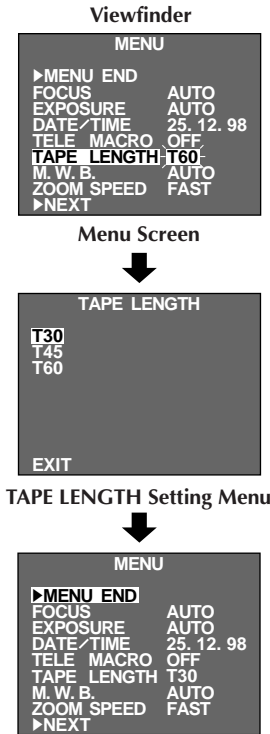 Viewfinder
MENU
▶MENU END
FOCUS AUTO
EXPOSURE AUTO
DATE/TIME 25. 12. 98
TELE MACRO OFF
TAPE LENGTH T60
M. W. B. AUTO
ZOOM SPEED FAST
▶NEXT
Menu Screen
TAPE LENGTH
T30
T45
T60
EXIT
TAPE LENGTH Setting Menu
MENU
▶MENU END
FOCUS AUTO
EXPOSURE AUTO
DATE/TIME 25. 12. 98
TELE MACRO OFF
TAPE LENGTH T30
M. W. B. AUTO
ZOOM SPEED FAST
▶NEXT